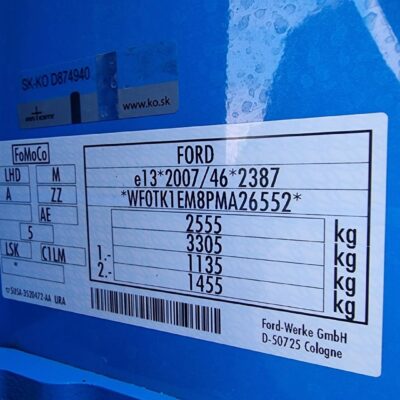 SK-KO D874940
www.ko.sk
FoMoCo
LHD M
A ZZ
AE
5
LSK C1LM
*
FORD
e13*2007/46*2387
*WF0TK1EM8PMA26552*
2555 kg
3305 kg
1.- 1135 kg
2.- 1455 kg
URA
Ford-Werke GmbH
D-50725 Cologne